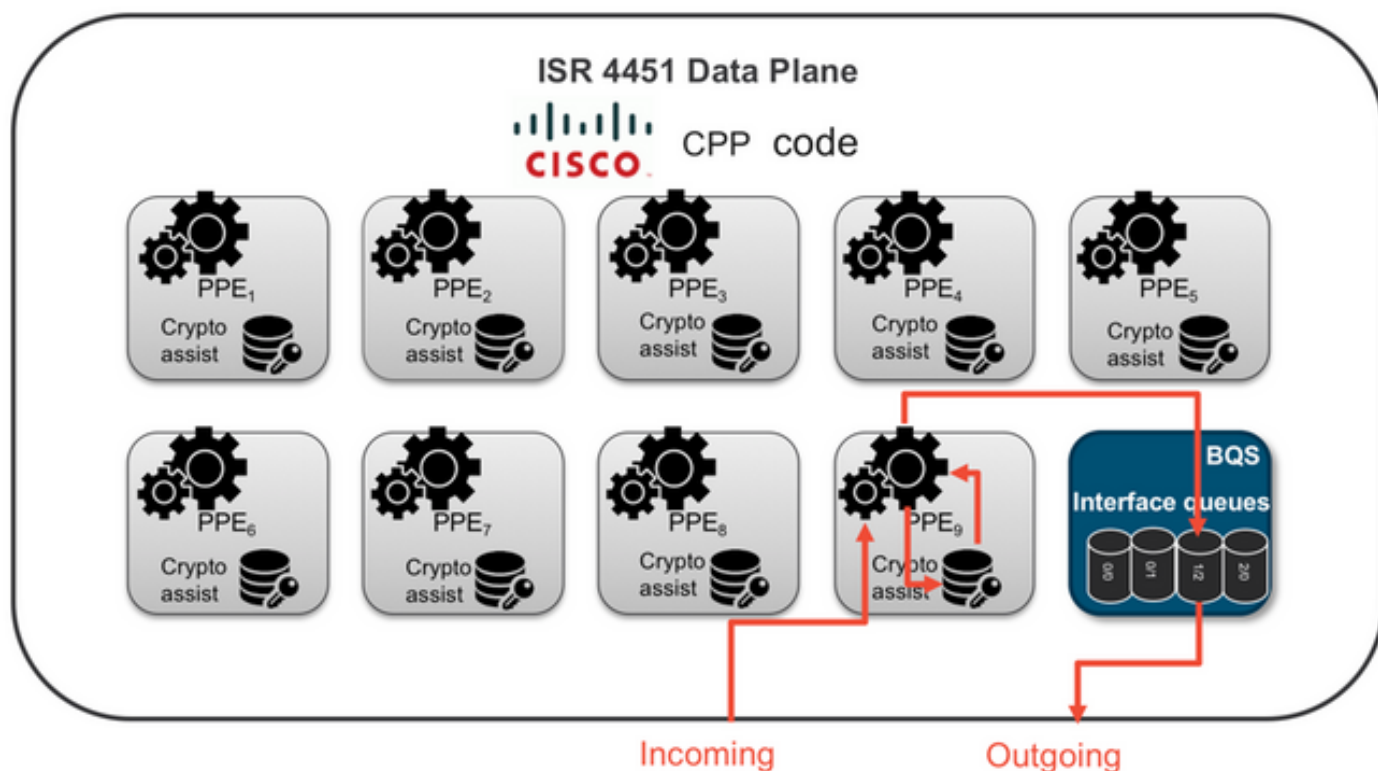 ISR 4451 Data Plane
CISCO CPP code
PPE₁ PPE₂ PPE₃ PPE₄ PPE₅
Crypto assist Crypto assist Crypto assist Crypto assist Crypto assist
BQS
Interface queues
PPE₆ PPE₇ PPE₈ PPE₉
Crypto assist Crypto assist Crypto assist Crypto assist
0/0 0/1 1/2 2/0
Incoming Outgoing